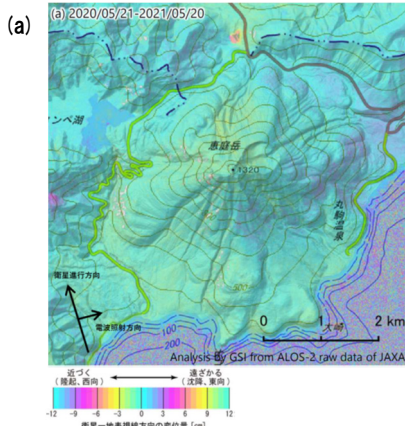 (a)
(a) 2020/05/21-2021/05/20
ンベ湖
恵庭岳
1320
丸駒温泉
500
衛星進行方向
電波照射方向
100
200
大崎
0 1 2 km
Analysis by GSI from ALOS-2 raw data of JAXA
近づく
(隆起、西向)
遠ざかる
(沈降、東向)
-12 -9 -6 -3 0 3 6 9 12
衛星−地表視線方向の変位量 [cm]